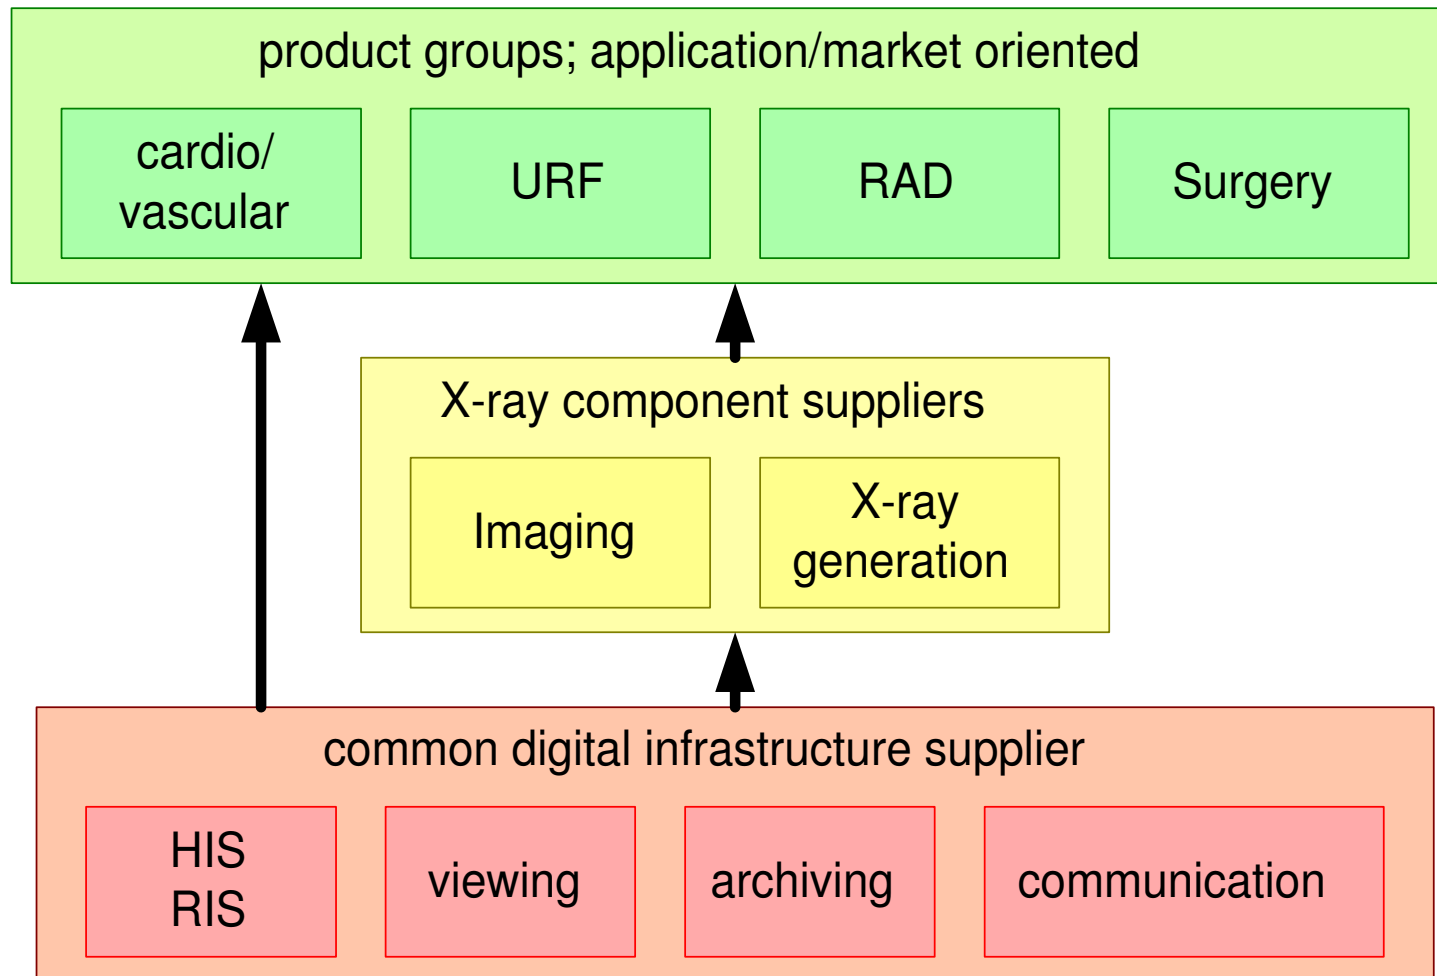 product groups; application/market oriented
cardio/
vascular
URF
RAD
Surgery
X-ray component suppliers
Imaging
X-ray
generation
common digital infrastructure supplier
HIS
RIS
viewing
archiving
communication